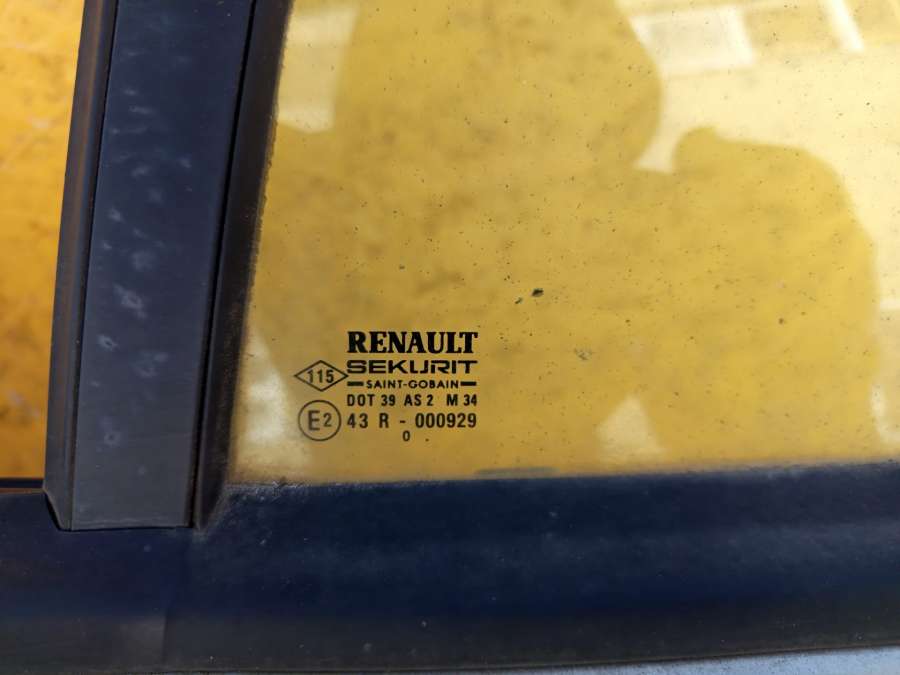 RENAULT
115 SEKURIT
SAINT-GOBAIN
DOT 39 AS 2 M 34
E2 43 R - 000929
0